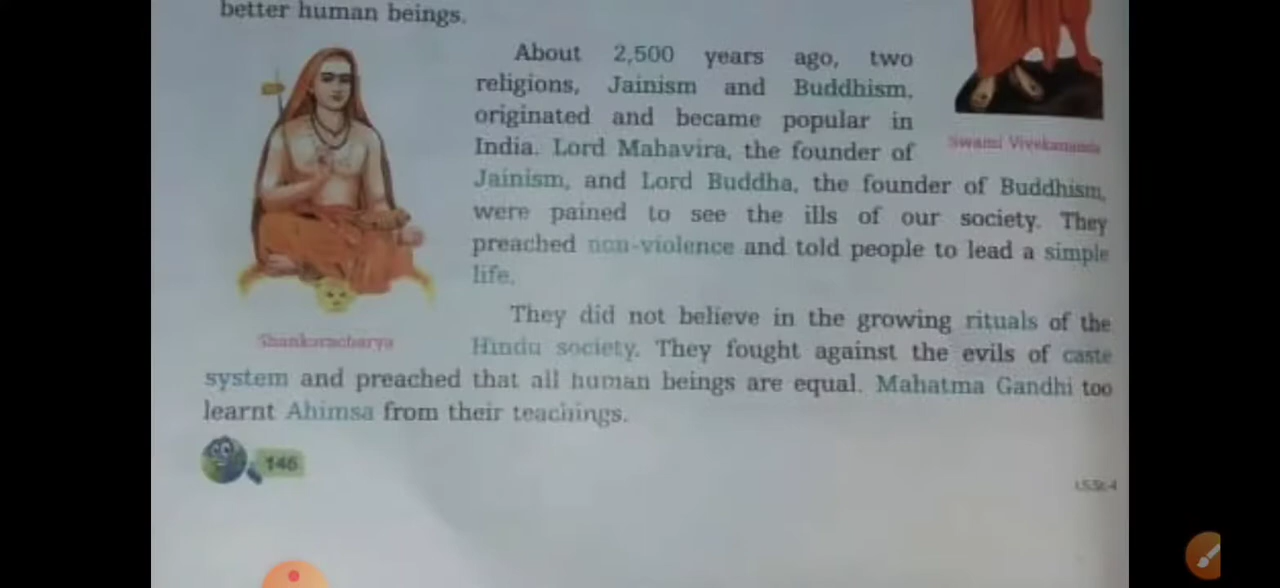 better human beings.
About 2,500 years ago, two
religions, Jainism and Buddhism,
originated and became popular in
India. Lord Mahavira, the founder of
Swami Vivekananda
Jainism, and Lord Buddha, the founder of Buddhism,
were pained to see the ills of our society. They
preached non-violence and told people to lead a simple
life.
They did not believe in the growing rituals of the
Shankaracharya
Hindu society. They fought against the evils of caste
system and preached that all human beings are equal. Mahatma Gandhi too
learnt Ahimsa from their teachings.
146